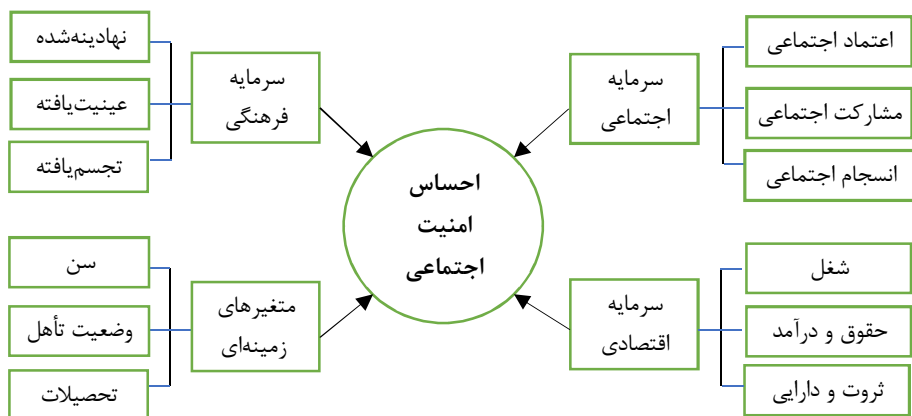 اعتماد اجتماعی
مشارکت اجتماعی
انسجام اجتماعی
سرمایه
اجتماعی
شغل
حقوق و درآمد
ثروت و دارایی
سرمایه
اقتصادی
احساس
امنیت
اجتماعی
سرمایه
فرهنگی
نهادینه‌شده
عینیت‌یافته
تجسم‌یافته
متغیرهای
زمینه‌ای
سن
وضعیت تأهل
تحصیلات